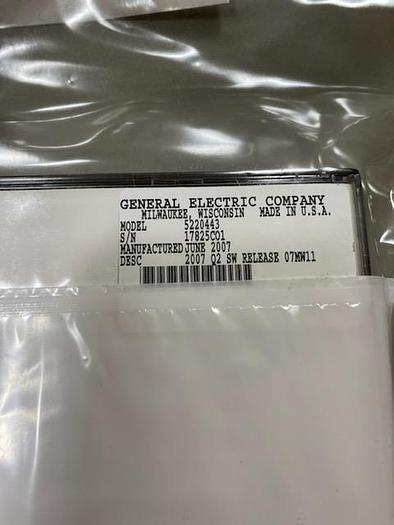 GENERAL ELECTRIC COMPANY
MILWAUKEE, WISCONSIN MADE IN U.S.A.
MODEL 5220443
S/N 17825C01
MANUFACTURED JUNE 2007
DESC 2007 Q2 SW RELEASE 07MW11